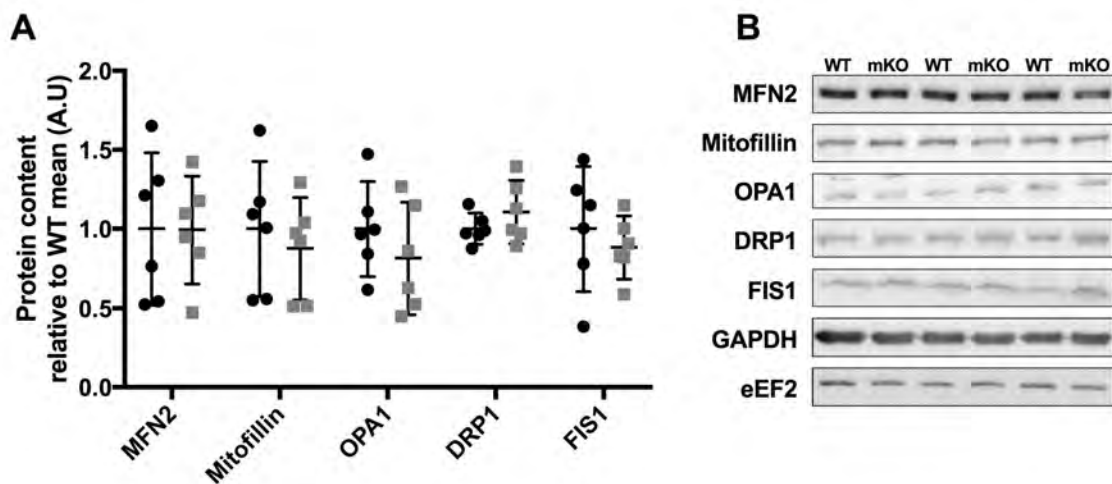 A
Protein content
relative to WT mean (A.U)
2.0
1.5
1.0
0.5
0.0
MFN2
Mitofillin
OPA1
DRP1
FIS1
B
WT mKO WT mKO WT mKO
MFN2
Mitofillin
OPA1
DRP1
FIS1
GAPDH
eEF2